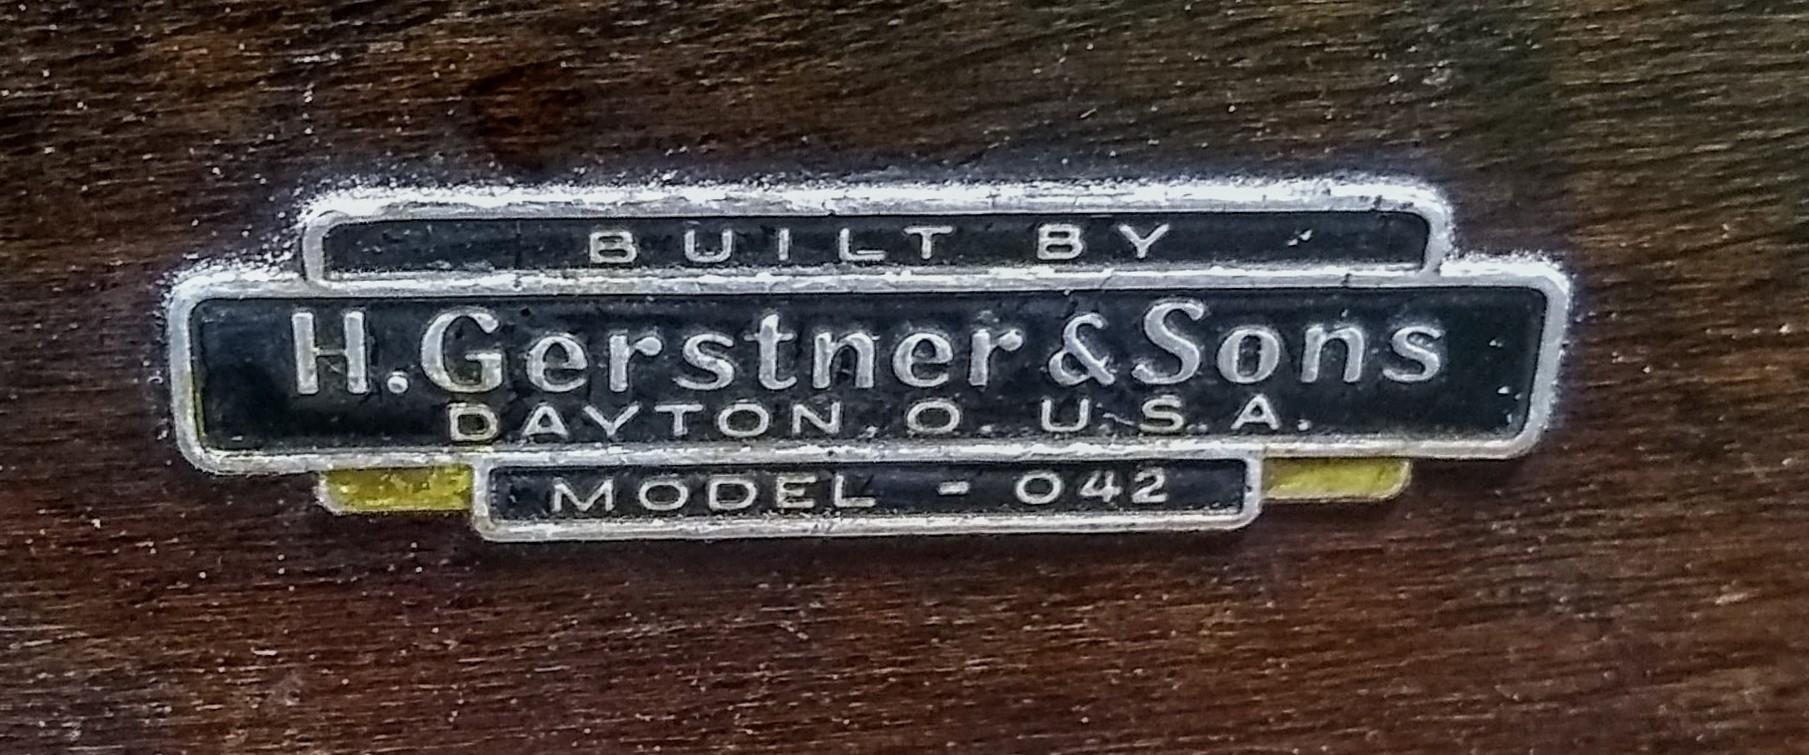 BUILT BY
H. Gerstner & Sons
DAYTON, O. U.S.A.
MODEL - 042